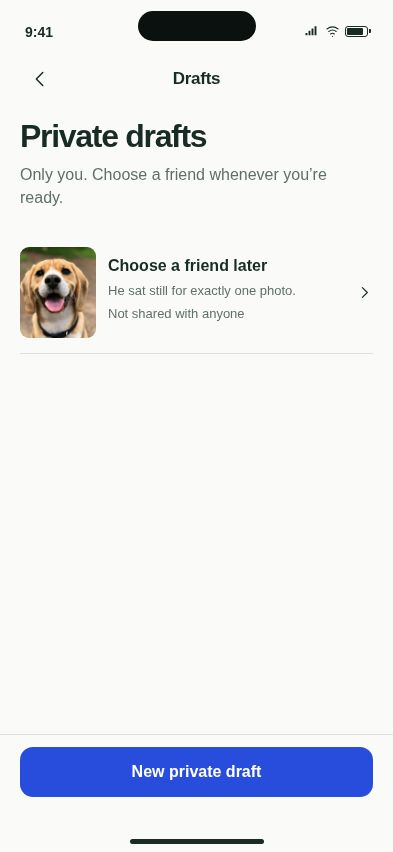 9:41
Drafts
Private drafts
Only you. Choose a friend whenever you’re
ready.
Choose a friend later
He sat still for exactly one photo.
Not shared with anyone
New private draft